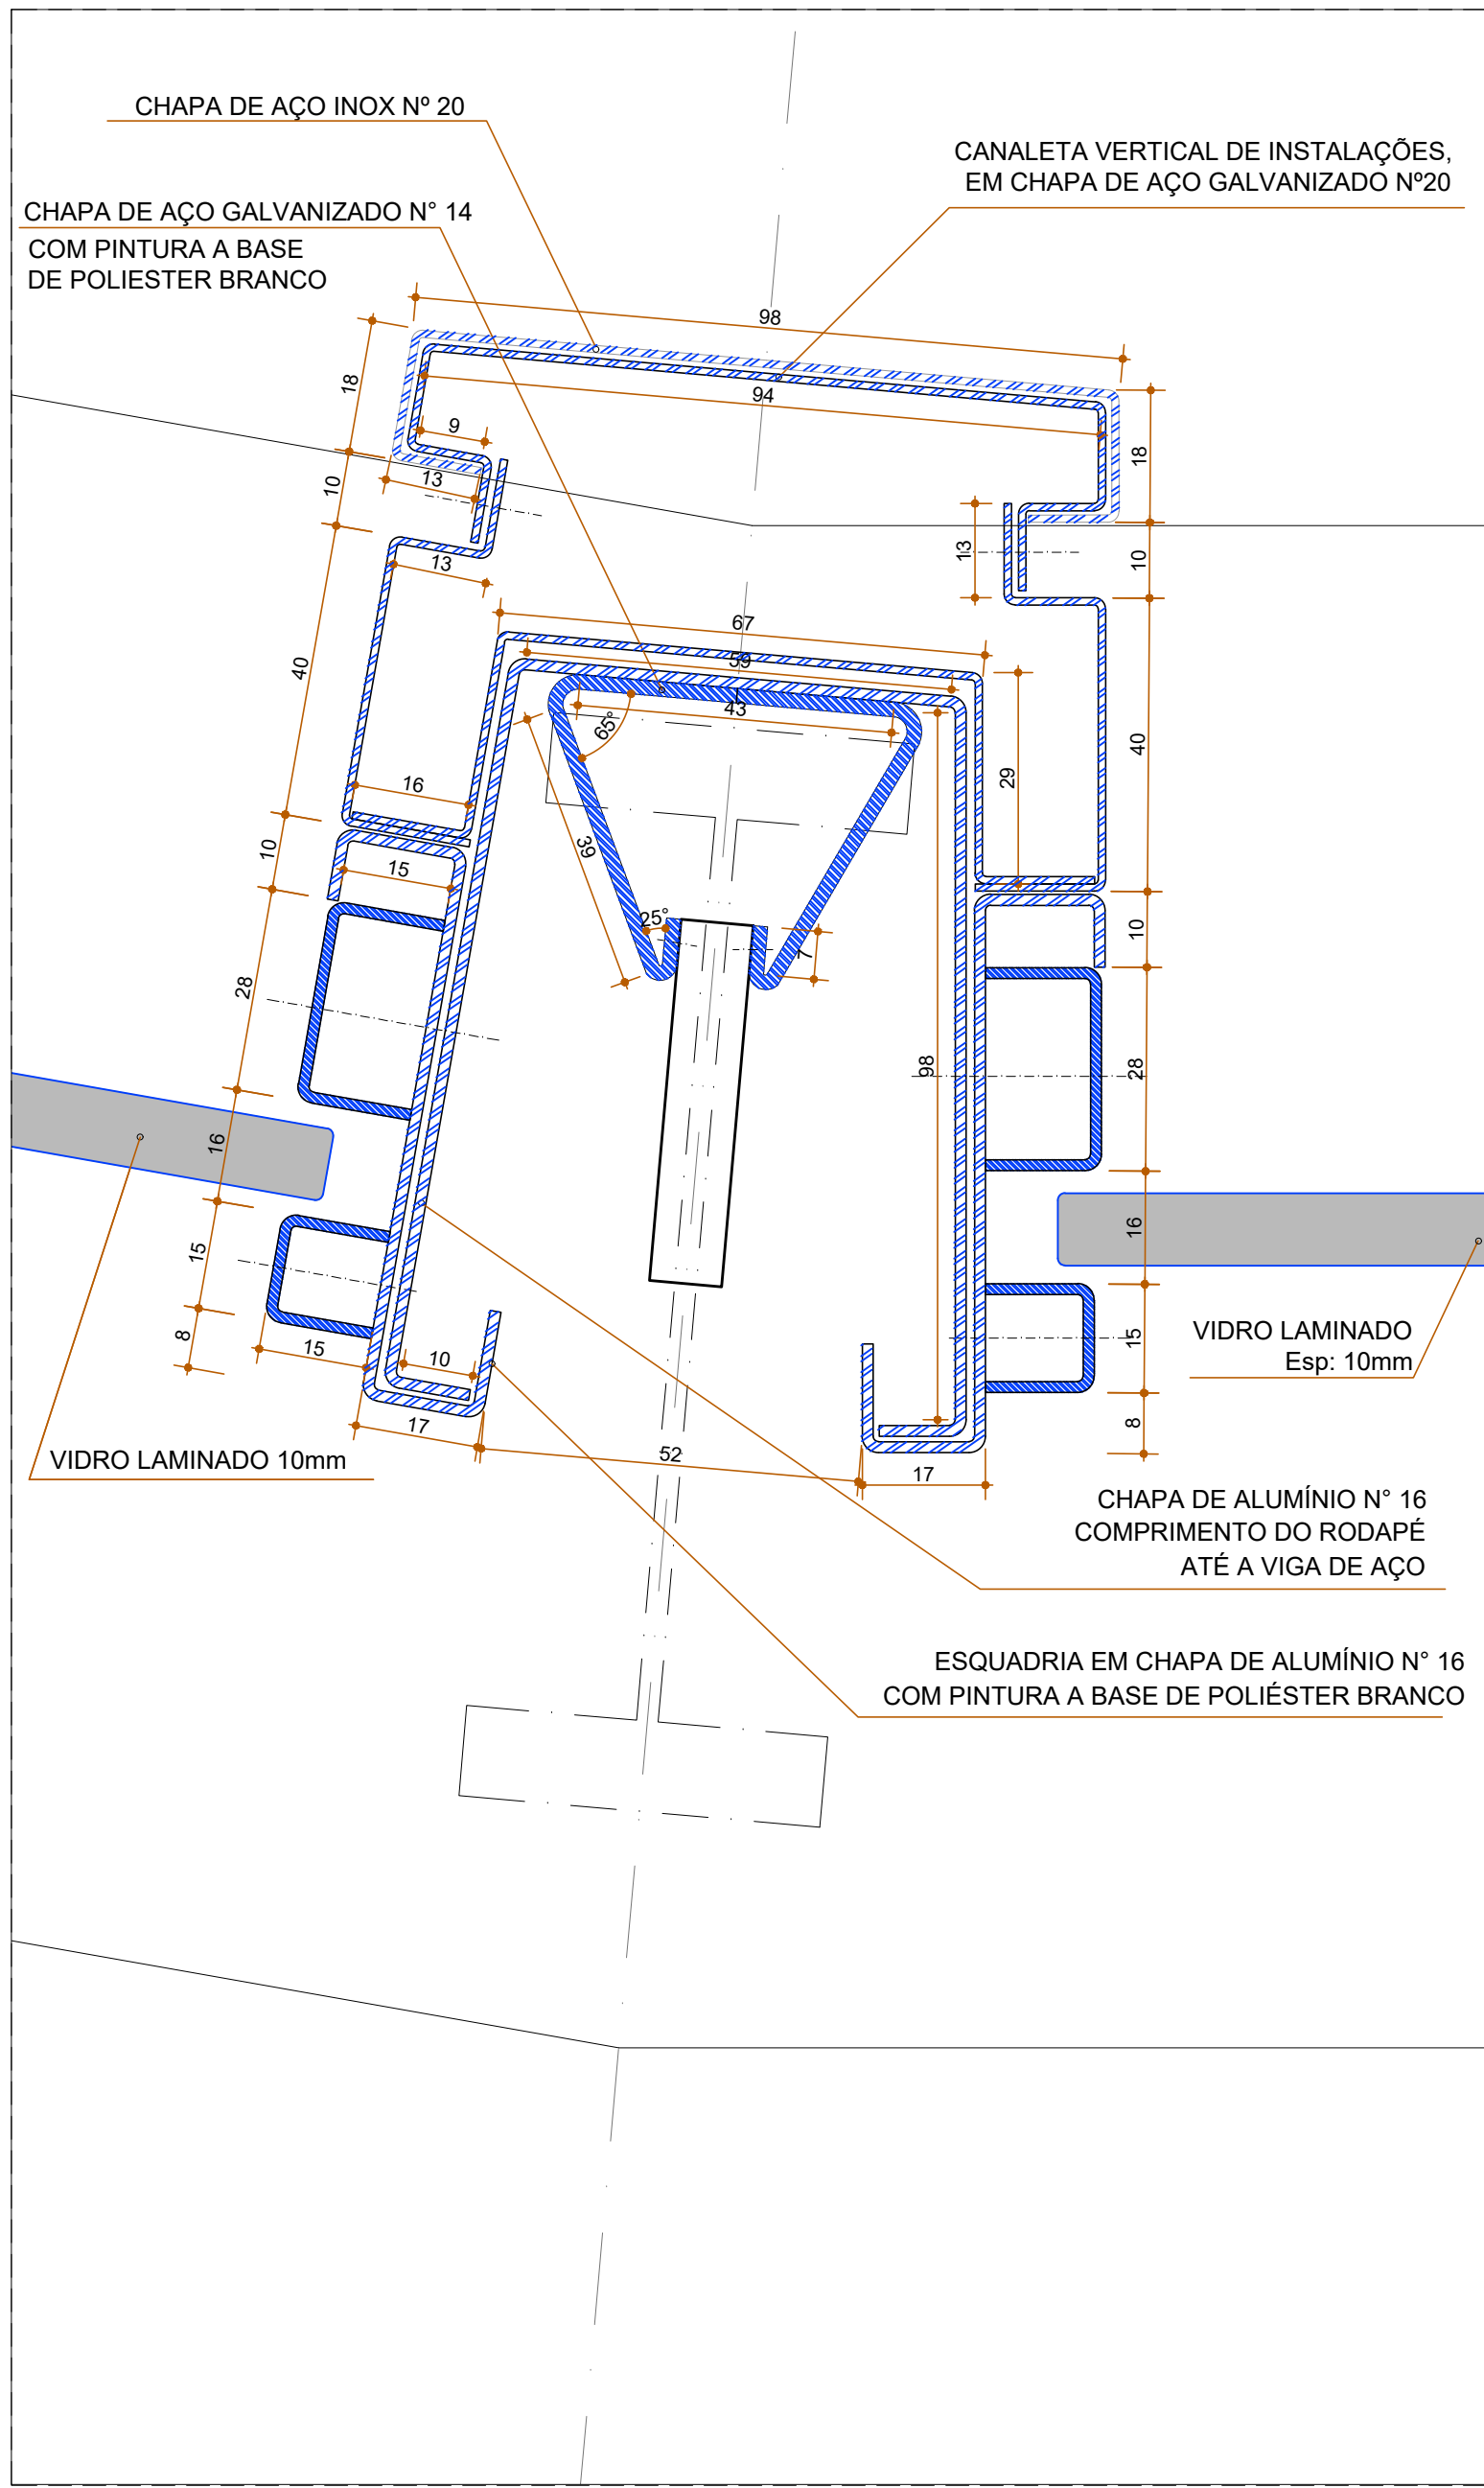 CHAPA DE AÇO INOX Nº 20
CANALETA VERTICAL DE INSTALAÇÕES,
EM CHAPA DE AÇO GALVANIZADO Nº20
CHAPA DE AÇO GALVANIZADO N° 14
COM PINTURA A BASE
DE POLIESTER BRANCO
98
18
94
9
18
13
10
13
13
10
67
59
40
43
65°
40
29
16
39
10
15
25°
7
10
28
98
28
16
16
15
15
8
15
10
8
17
52
17
VIDRO LAMINADO
Esp: 10mm
VIDRO LAMINADO 10mm
CHAPA DE ALUMÍNIO N° 16
COMPRIMENTO DO RODAPÉ
ATÉ A VIGA DE AÇO
ESQUADRIA EM CHAPA DE ALUMÍNIO N° 16
COM PINTURA A BASE DE POLIÉSTER BRANCO